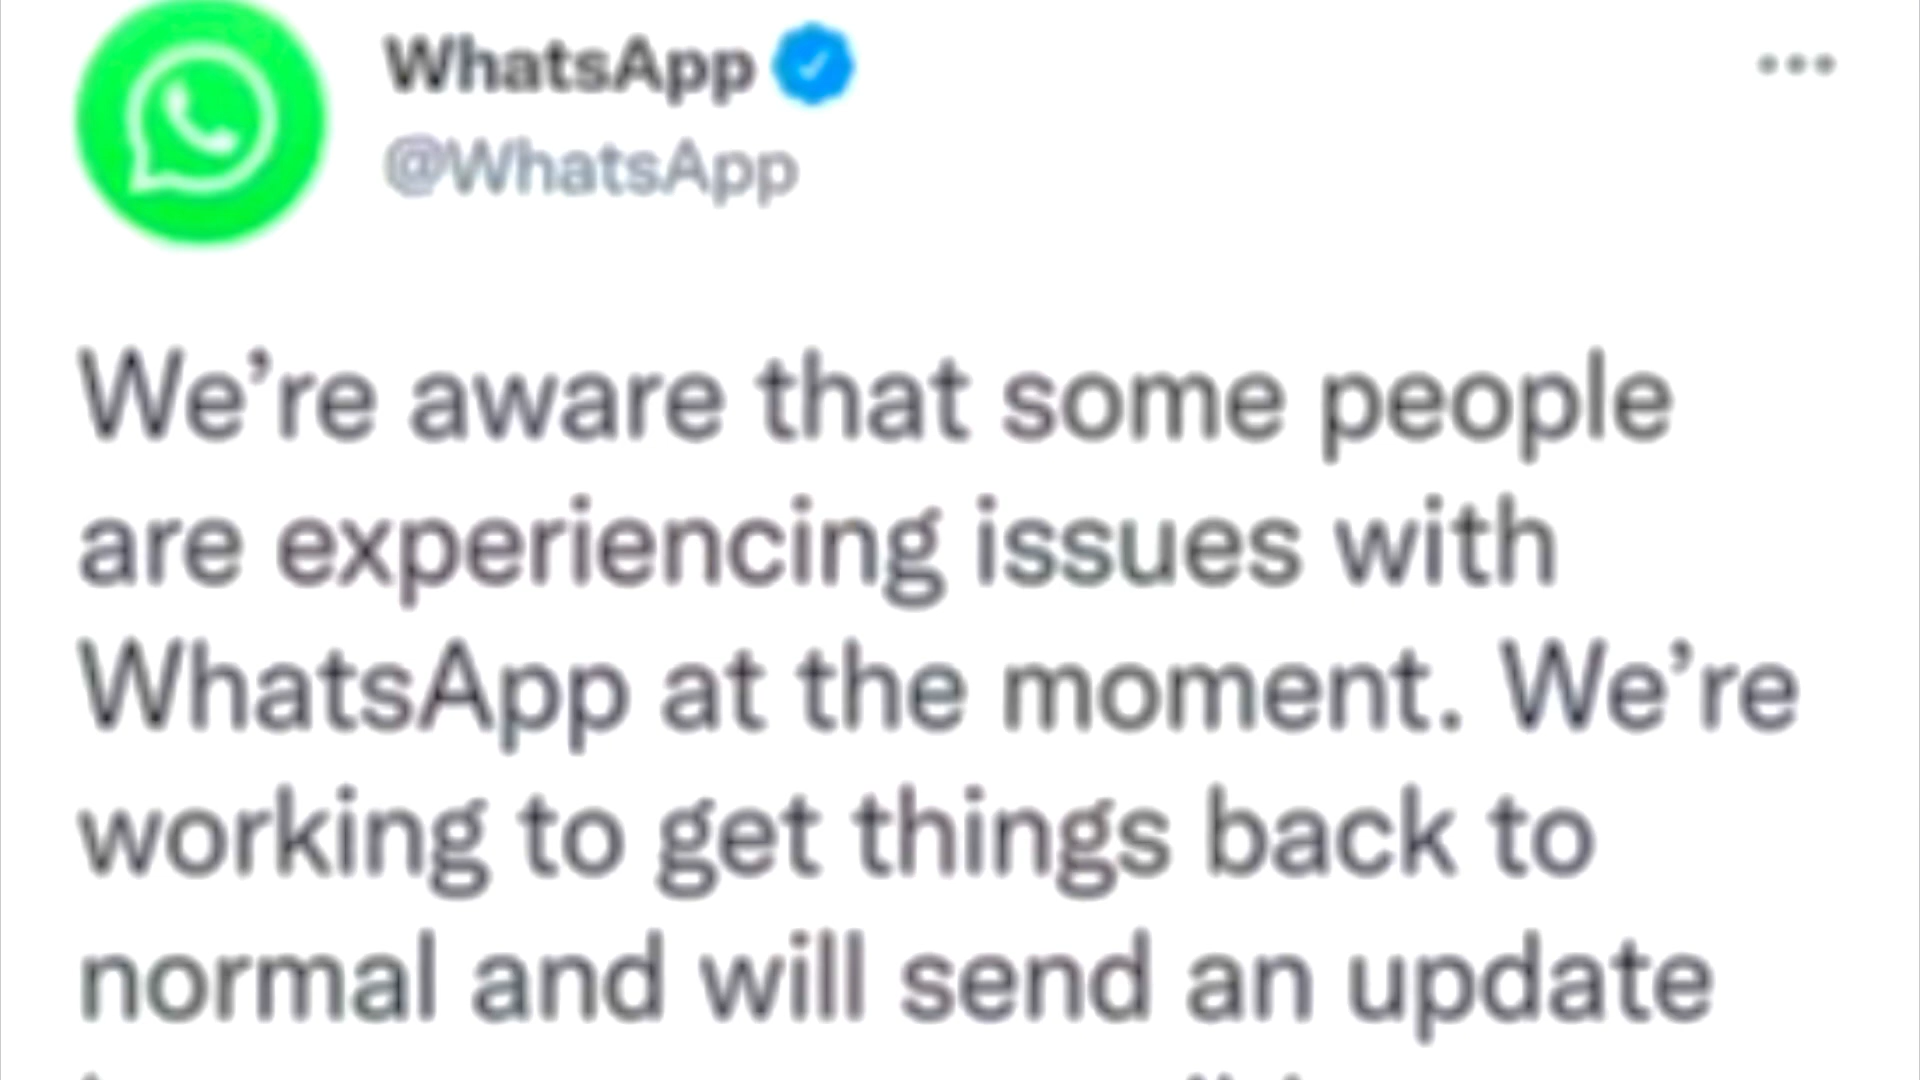 WhatsApp
@WhatsApp
We’re aware that some people
are experiencing issues with
WhatsApp at the moment. We’re
working to get things back to
normal and will send an update